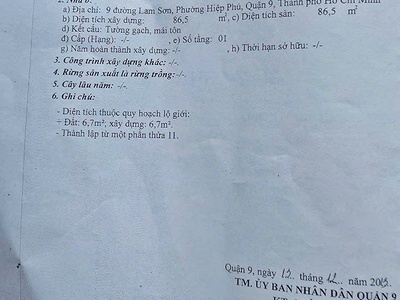 2. Nhà ở:
a) Địa chỉ: 9 đường Lam Sơn, Phường Hiệp Phú, Quận 9, Thành phố Hồ Chí Minh
b) Diện tích xây dựng: 86,5 m², c) Diện tích sàn: 86,5 m²
d) Kết cấu: Tường gạch, mái tôn
đ) Cấp (Hạng): -/- , e) Số tầng: 01
g) Năm hoàn thành xây dựng: -/- , h) Thời hạn sở hữu: -/-
3. Công trình xây dựng khác: -/-
4. Rừng sản xuất là rừng trồng: -/-
5. Cây lâu năm: -/-
6. Ghi chú:
- Diện tích thuộc quy hoạch lộ giới:
+ Đất: 6,7m²; xây dựng: 6,7m².
- Thành lập từ một phần thửa 11.
Quận 9, ngày 12 tháng 12 năm
TM. ỦY BAN NHÂN DÂN QUẬN 9